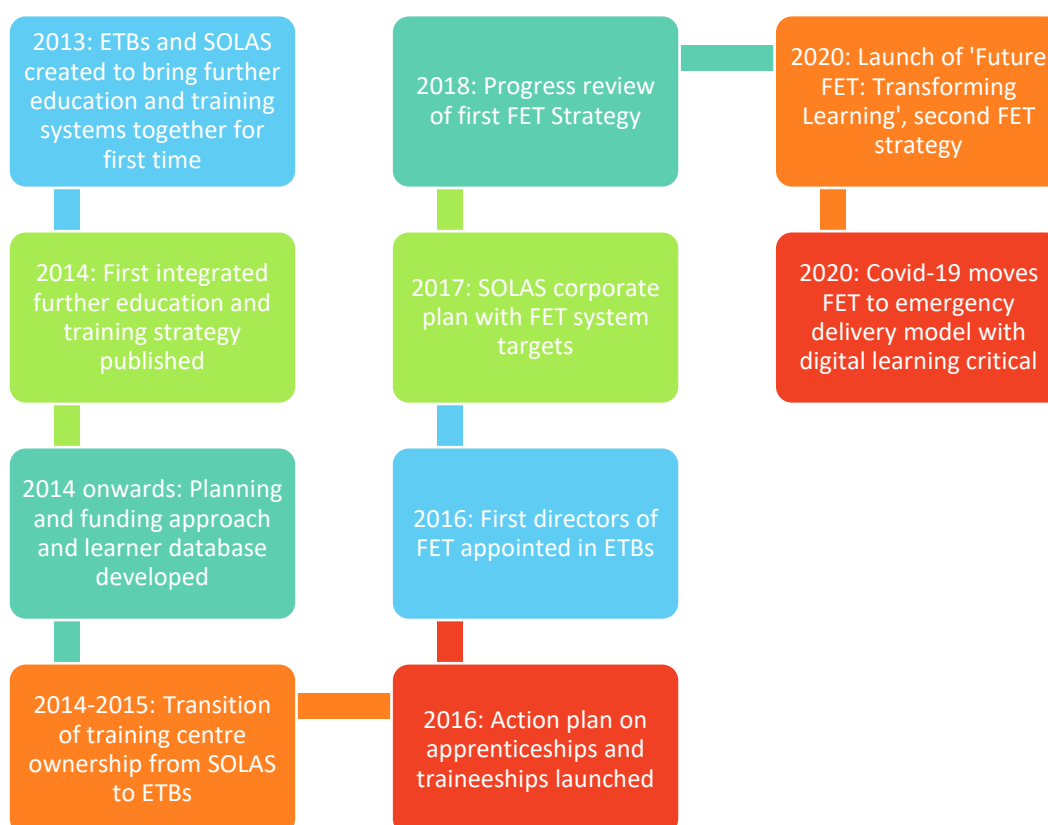 2013: ETBs and SOLAS
created to bring further
education and training
systems together for
first time
2014: First integrated
further education and
training strategy
published
2014 onwards: Planning
and funding approach
and learner database
developed
2014-2015: Transition
of training centre
ownership from SOLAS
to ETBs
2016: Action plan on
apprenticeships and
traineeships launched
2016: First directors of
FET appointed in ETBs
2017: SOLAS corporate
plan with FET system
targets
2018: Progress review
of first FET Strategy
2020: Launch of 'Future
FET: Transforming
Learning', second FET
strategy
2020: Covid-19 moves
FET to emergency
delivery model with
digital learning critical